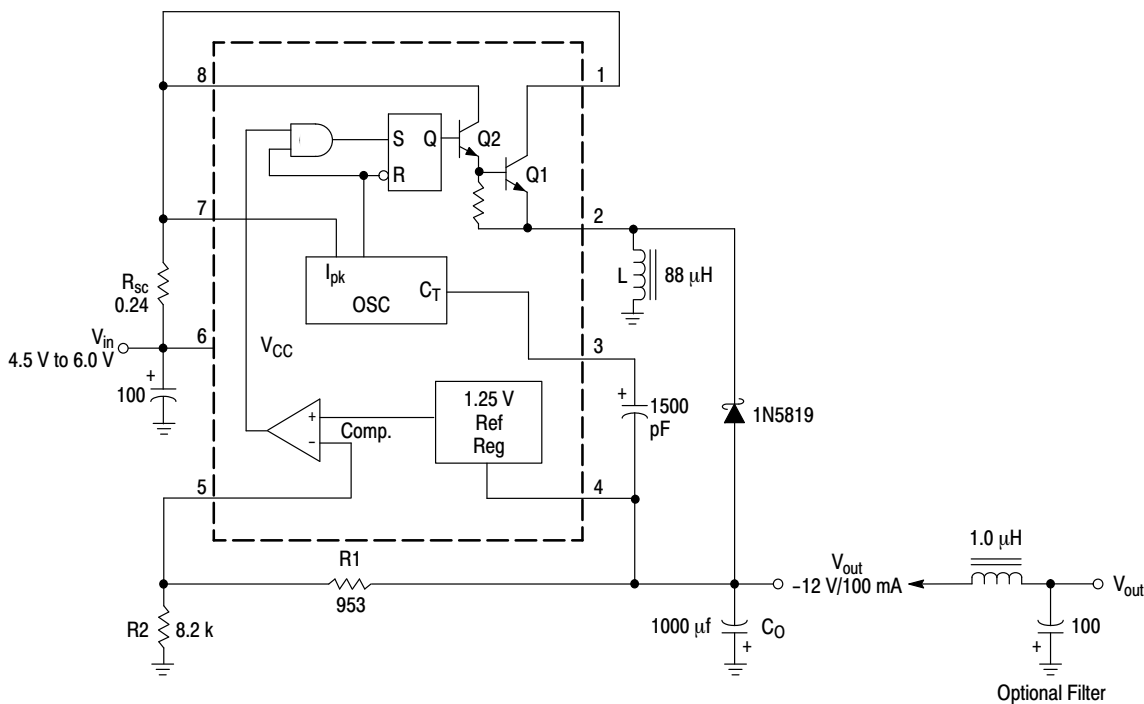 8
1
S Q
Q2
R
Q1
7
2
Ipk
CT
OSC
L
88 μH
Rsc
0.24
Vin
4.5 V to 6.0 V
6
VCC
3
100
+
1.25 V
Ref
Reg
+
Comp.
−
+
1500
pF
1N5819
5
4
R1
953
R2
8.2 k
Vout
−12 V/100 mA
1.0 μH
Vout
1000 μf
CO
+
100
+
Optional Filter